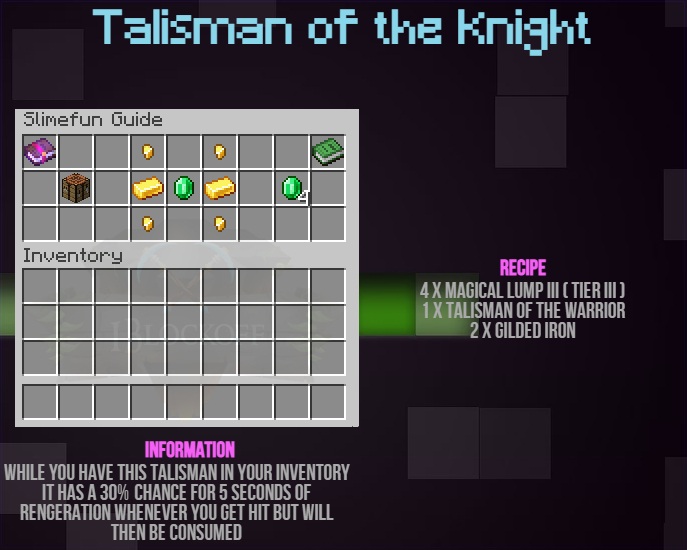 Talisman of the Knight
Slimefun Guide
4
Inventory
BLOCKOFF
RECIPE
4 X MAGICAL LUMP III ( TIER III )
1 X TALISMAN OF THE WARRIOR
2 X GILDED IRON
INFORMATION
WHILE YOU HAVE THIS TALISMAN IN YOUR INVENTORY
IT HAS A 30% CHANCE FOR 5 SECONDS OF
RENGERATION WHENEVER YOU GET HIT BUT WILL
THEN BE CONSUMED